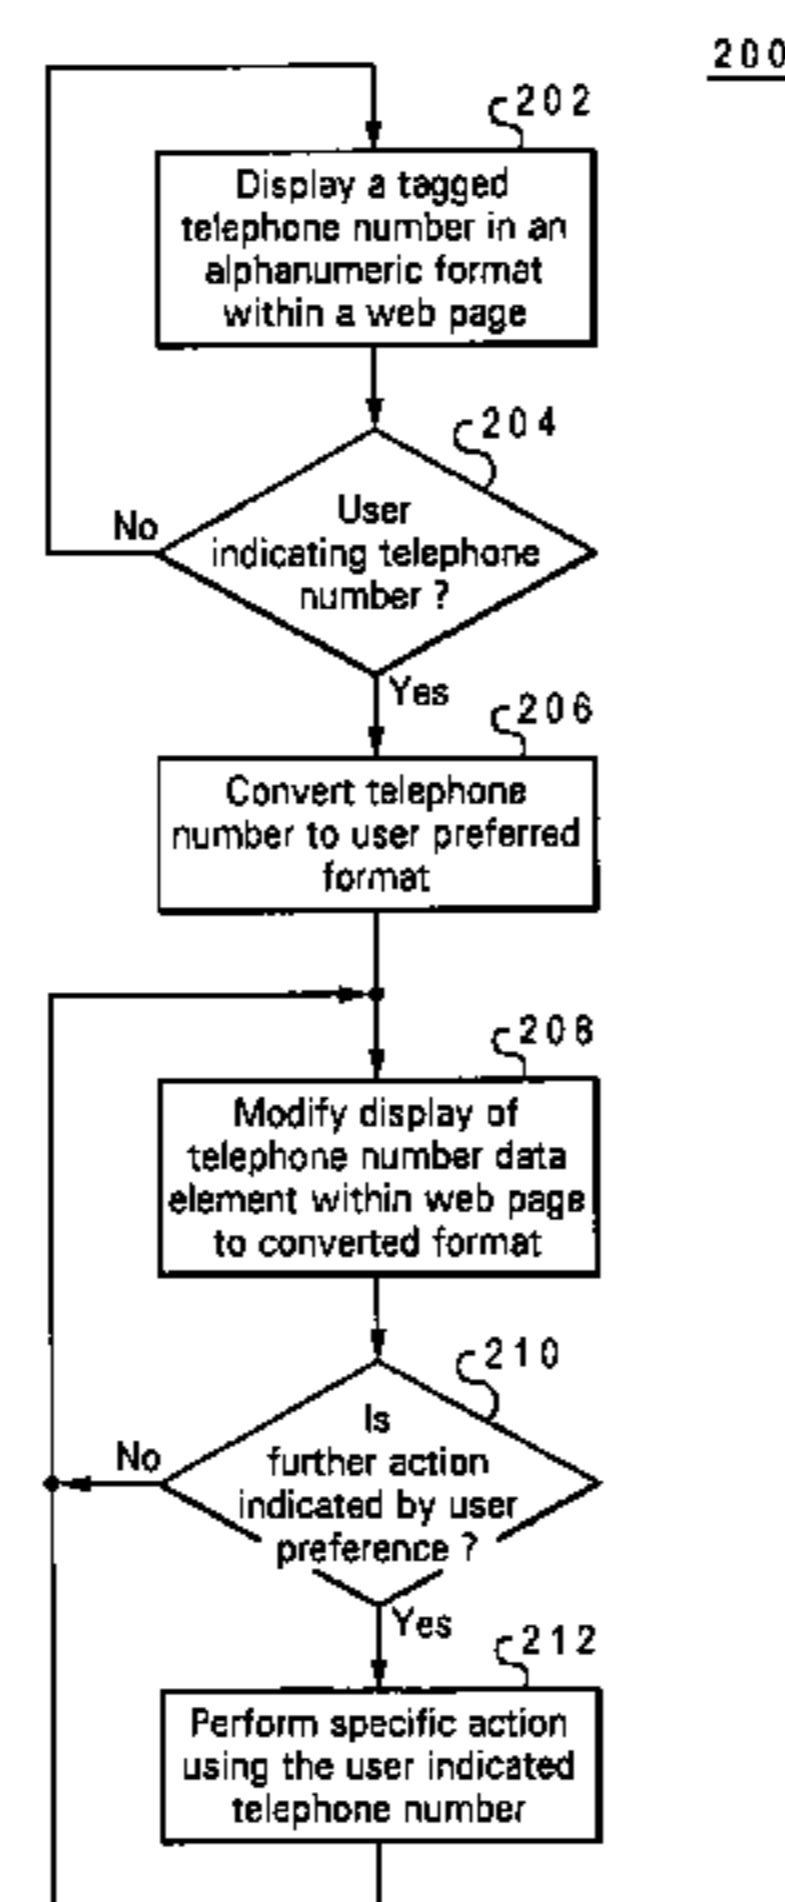 200
202
Display a tagged
telephone number in an
alphanumeric format
within a web page
204
No
User
indicating telephone
number ?
Yes
206
Convert telephone
number to user preferred
format
208
Modify display of
telephone number data
element within web page
to converted format
210
No
Is
further action
indicated by user
preference ?
Yes
212
Perform specific action
using the user indicated
telephone number